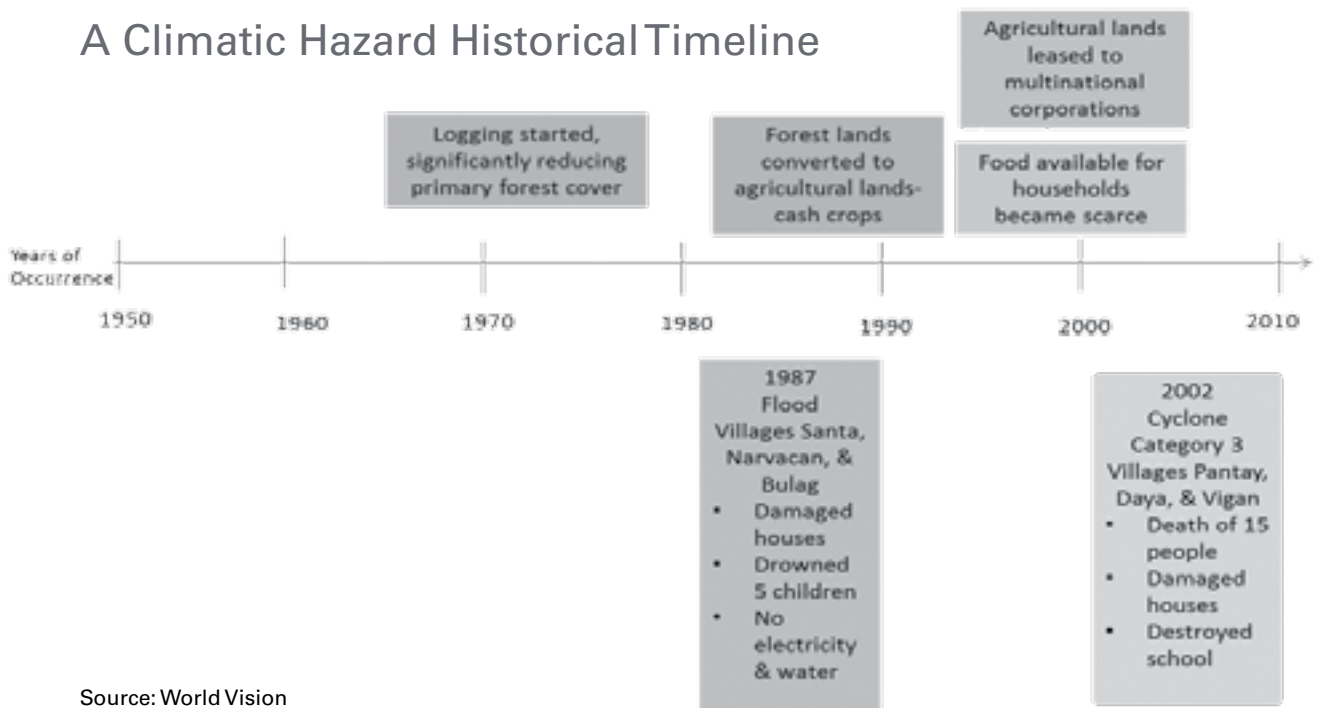 A Climatic Hazard Historical Timeline
Agricultural lands
leased to
multinational
corporations
Logging started,
significantly reducing
primary forest cover
Forest lands
converted to
agricultural lands-
cash crops
Food available for
households
became scarce
Years of
Occurrence
1950
1960
1970
1980
1990
2000
2010
1987
Flood
Villages Santa,
Narvacan, &
Bulag
• Damaged
houses
• Drowned
5 children
• No
electricity
& water
2002
Cyclone
Category 3
Villages Pantay,
Daya, & Vigan
• Death of 15
people
• Damaged
houses
• Destroyed
school
Source: World Vision